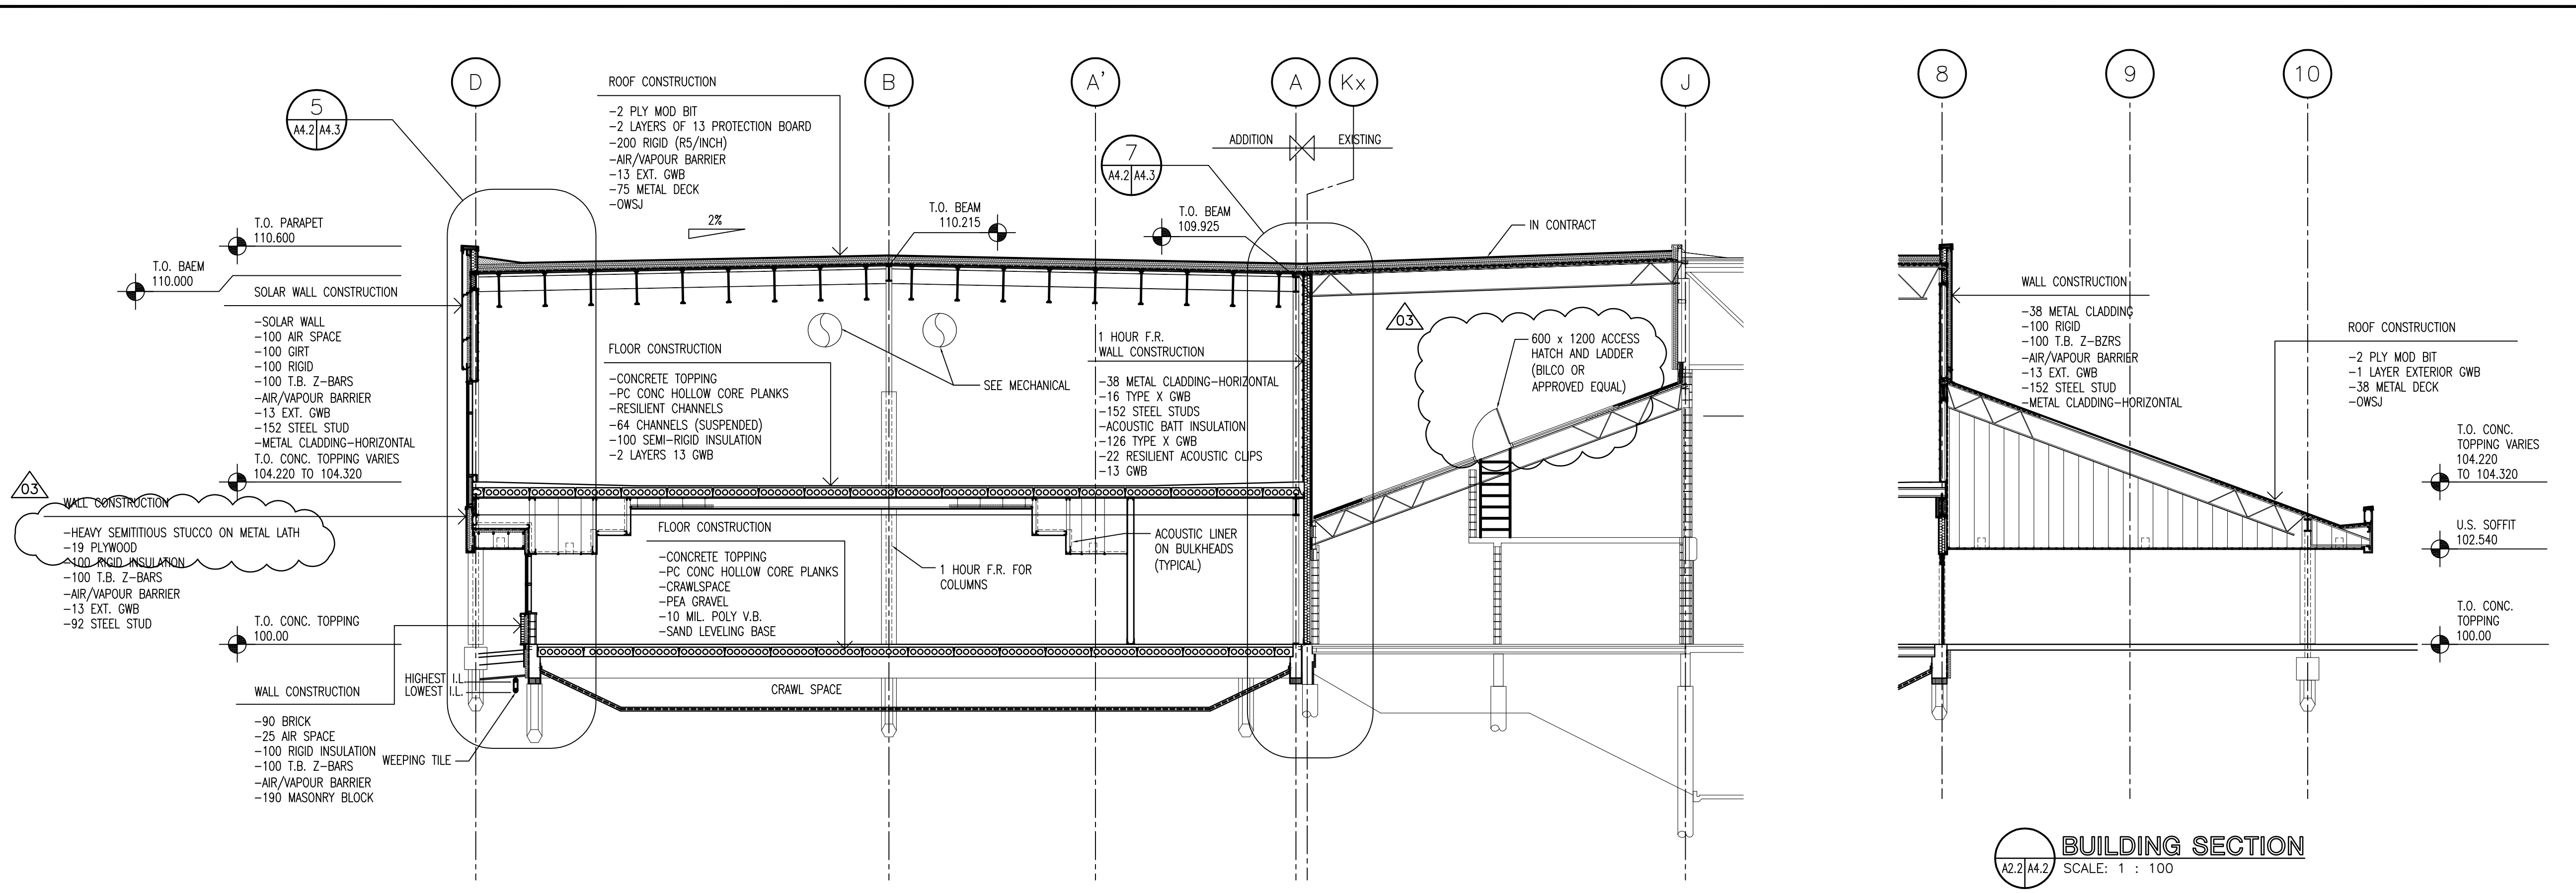 D
B
A'
A
Kx
J
8
9
10
5
A4.2 A4.3
ROOF CONSTRUCTION
-2 PLY MOD BIT
-2 LAYERS OF 13 PROTECTION BOARD
-200 RIGID (R5/INCH)
-AIR/VAPOUR BARRIER
-13 EXT. GWB
-75 METAL DECK
-OWSJ
2%
7
A4.2 A4.3
ADDITION
EXISTING
T.O. BEAM
110.215
T.O. BEAM
109.925
IN CONTRACT
T.O. PARAPET
110.600
T.O. BAEM
110.000
SOLAR WALL CONSTRUCTION
-SOLAR WALL
-100 AIR SPACE
-100 GIRT
-100 RIGID
-100 T.B. Z-BARS
-AIR/VAPOUR BARRIER
-13 EXT. GWB
-152 STEEL STUD
-METAL CLADDING-HORIZONTAL
T.O. CONC. TOPPING VARIES
104.220 TO 104.320
FLOOR CONSTRUCTION
-CONCRETE TOPPING
-PC CONC HOLLOW CORE PLANKS
-RESILIENT CHANNELS
-64 CHANNELS (SUSPENDED)
-100 SEMI-RIGID INSULATION
-2 LAYERS 13 GWB
SEE MECHANICAL
1 HOUR F.R.
WALL CONSTRUCTION
-38 METAL CLADDING-HORIZONTAL
-16 TYPE X GWB
-152 STEEL STUDS
-ACOUSTIC BATT INSULATION
-126 TYPE X GWB
-22 RESILIENT ACOUSTIC CLIPS
-13 GWB
03
600 x 1200 ACCESS
HATCH AND LADDER
(BILCO OR
APPROVED EQUAL)
WALL CONSTRUCTION
-38 METAL CLADDING
-100 RIGID
-100 T.B. Z-BZRS
-AIR/VAPOUR BARRIER
-13 EXT. GWB
-152 STEEL STUD
-METAL CLADDING-HORIZONTAL
ROOF CONSTRUCTION
-2 PLY MOD BIT
-1 LAYER EXTERIOR GWB
-38 METAL DECK
-OWSJ
T.O. CONC.
TOPPING VARIES
104.220
TO 104.320
U.S. SOFFIT
102.540
T.O. CONC.
TOPPING
100.00
03
WALL CONSTRUCTION
-HEAVY SEMITITIOUS STUCCO ON METAL LATH
-19 PLYWOOD
-100 RIGID INSULATION
-100 T.B. Z-BARS
-AIR/VAPOUR BARRIER
-13 EXT. GWB
-92 STEEL STUD
T.O. CONC. TOPPING
100.00
FLOOR CONSTRUCTION
-CONCRETE TOPPING
-PC CONC HOLLOW CORE PLANKS
-CRAWLSPACE
-PEA GRAVEL
-10 MIL. POLY V.B.
-SAND LEVELING BASE
1 HOUR F.R. FOR
COLUMNS
ACOUSTIC LINER
ON BULKHEADS
(TYPICAL)
HIGHEST I.L.
LOWEST I.L.
CRAWL SPACE
WALL CONSTRUCTION
-90 BRICK
-25 AIR SPACE
-100 RIGID INSULATION
-100 T.B. Z-BARS
-AIR/VAPOUR BARRIER
-190 MASONRY BLOCK
WEEPING TILE
BUILDING SECTION
A2.2 A4.2
SCALE: 1 : 100